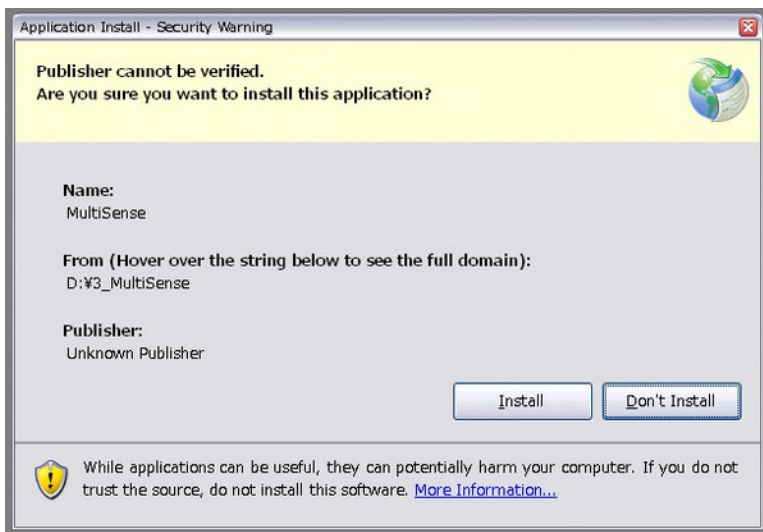 Application Install - Security Warning
Publisher cannot be verified.
Are you sure you want to install this application?
Name:
MultiSense
From (Hover over the string below to see the full domain):
D:¥3_MultiSense
Publisher:
Unknown Publisher
Install
Don't Install
While applications can be useful, they can potentially harm your computer. If you do not
trust the source, do not install this software. More Information...